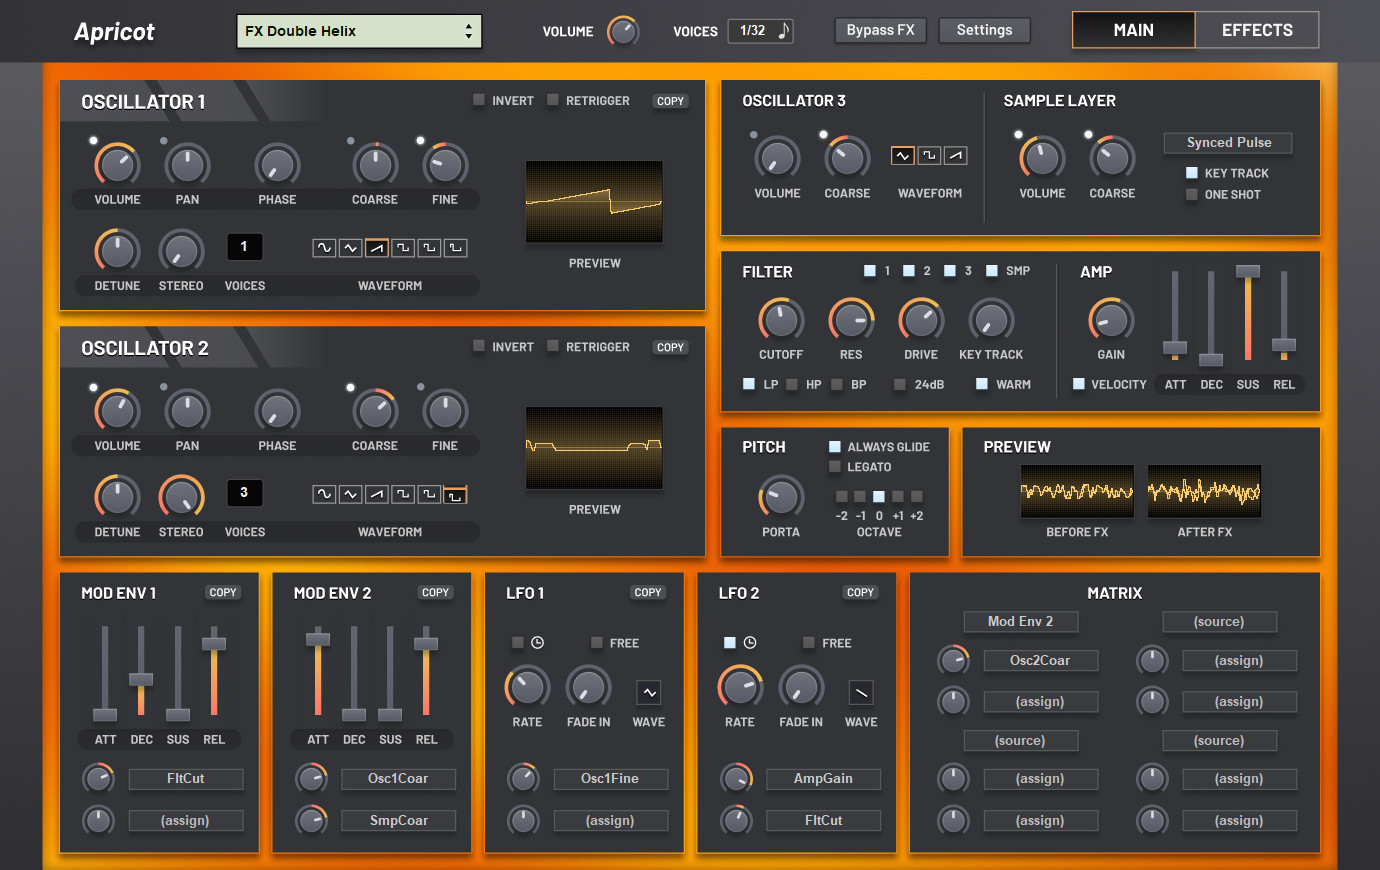 Apricot
FX Double Helix
VOLUME
VOICES
1/32
Bypass FX
Settings
MAIN
EFFECTS
OSCILLATOR 1
INVERT
RETRIGGER
COPY
VOLUME
PAN
PHASE
COARSE
FINE
DETUNE
STEREO
1
VOICES
WAVEFORM
PREVIEW
OSCILLATOR 2
INVERT
RETRIGGER
COPY
VOLUME
PAN
PHASE
COARSE
FINE
DETUNE
STEREO
3
VOICES
WAVEFORM
PREVIEW
OSCILLATOR 3
VOLUME
COARSE
WAVEFORM
SAMPLE LAYER
VOLUME
COARSE
Synced Pulse
KEY TRACK
ONE SHOT
FILTER
1
2
3
SMP
CUTOFF
RES
DRIVE
KEY TRACK
LP
HP
BP
24dB
WARM
AMP
GAIN
VELOCITY
ATT
DEC
SUS
REL
PITCH
ALWAYS GLIDE
LEGATO
PORTA
-2
-1
0
+1
+2
OCTAVE
PREVIEW
BEFORE FX
AFTER FX
MOD ENV 1
COPY
ATT
DEC
SUS
REL
FltCut
(assign)
MOD ENV 2
COPY
ATT
DEC
SUS
REL
Osc1Coar
SmpCoar
LFO 1
COPY
FREE
RATE
FADE IN
WAVE
Osc1Fine
(assign)
LFO 2
COPY
FREE
RATE
FADE IN
WAVE
AmpGain
FltCut
MATRIX
Mod Env 2
(source)
Osc2Coar
(assign)
(assign)
(assign)
(source)
(source)
(assign)
(assign)
(assign)
(assign)